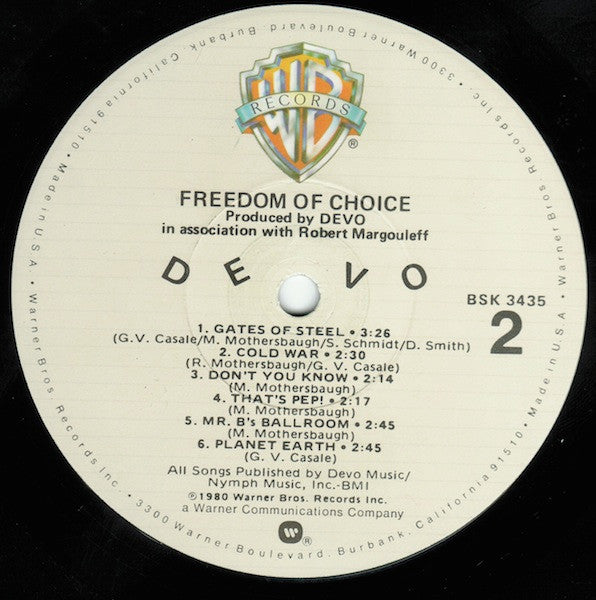 WB
RECORDS
®
FREEDOM OF CHOICE
Produced by DEVO
in association with Robert Margouleff
DEVO
BSK 3435
2
1. GATES OF STEEL • 3:26
(G.V. Casale/M. Mothersbaugh/S. Schmidt/D. Smith)
2. COLD WAR • 2:30
(R. Mothersbaugh/G. V. Casale)
3. DON'T YOU KNOW • 2:14
(M. Mothersbaugh)
4. THAT'S PEP! • 2:17
(M. Mothersbaugh)
5. MR. B's BALLROOM • 2:45
(M. Mothersbaugh)
6. PLANET EARTH • 2:45
(G. V. Casale)
All Songs Published by Devo Music/
Nymph Music, Inc.-BMI
℗1980 Warner Bros. Records Inc.
a Warner Communications Company
®
• Made in U.S.A. • Warner Bros. Records Inc. • 3300 Warner Boulevard, Burbank, California 91510 • Made in U.S.A. • Warner Bros. Records Inc. • 3300 Warner Boulevard, Burbank, California 91510